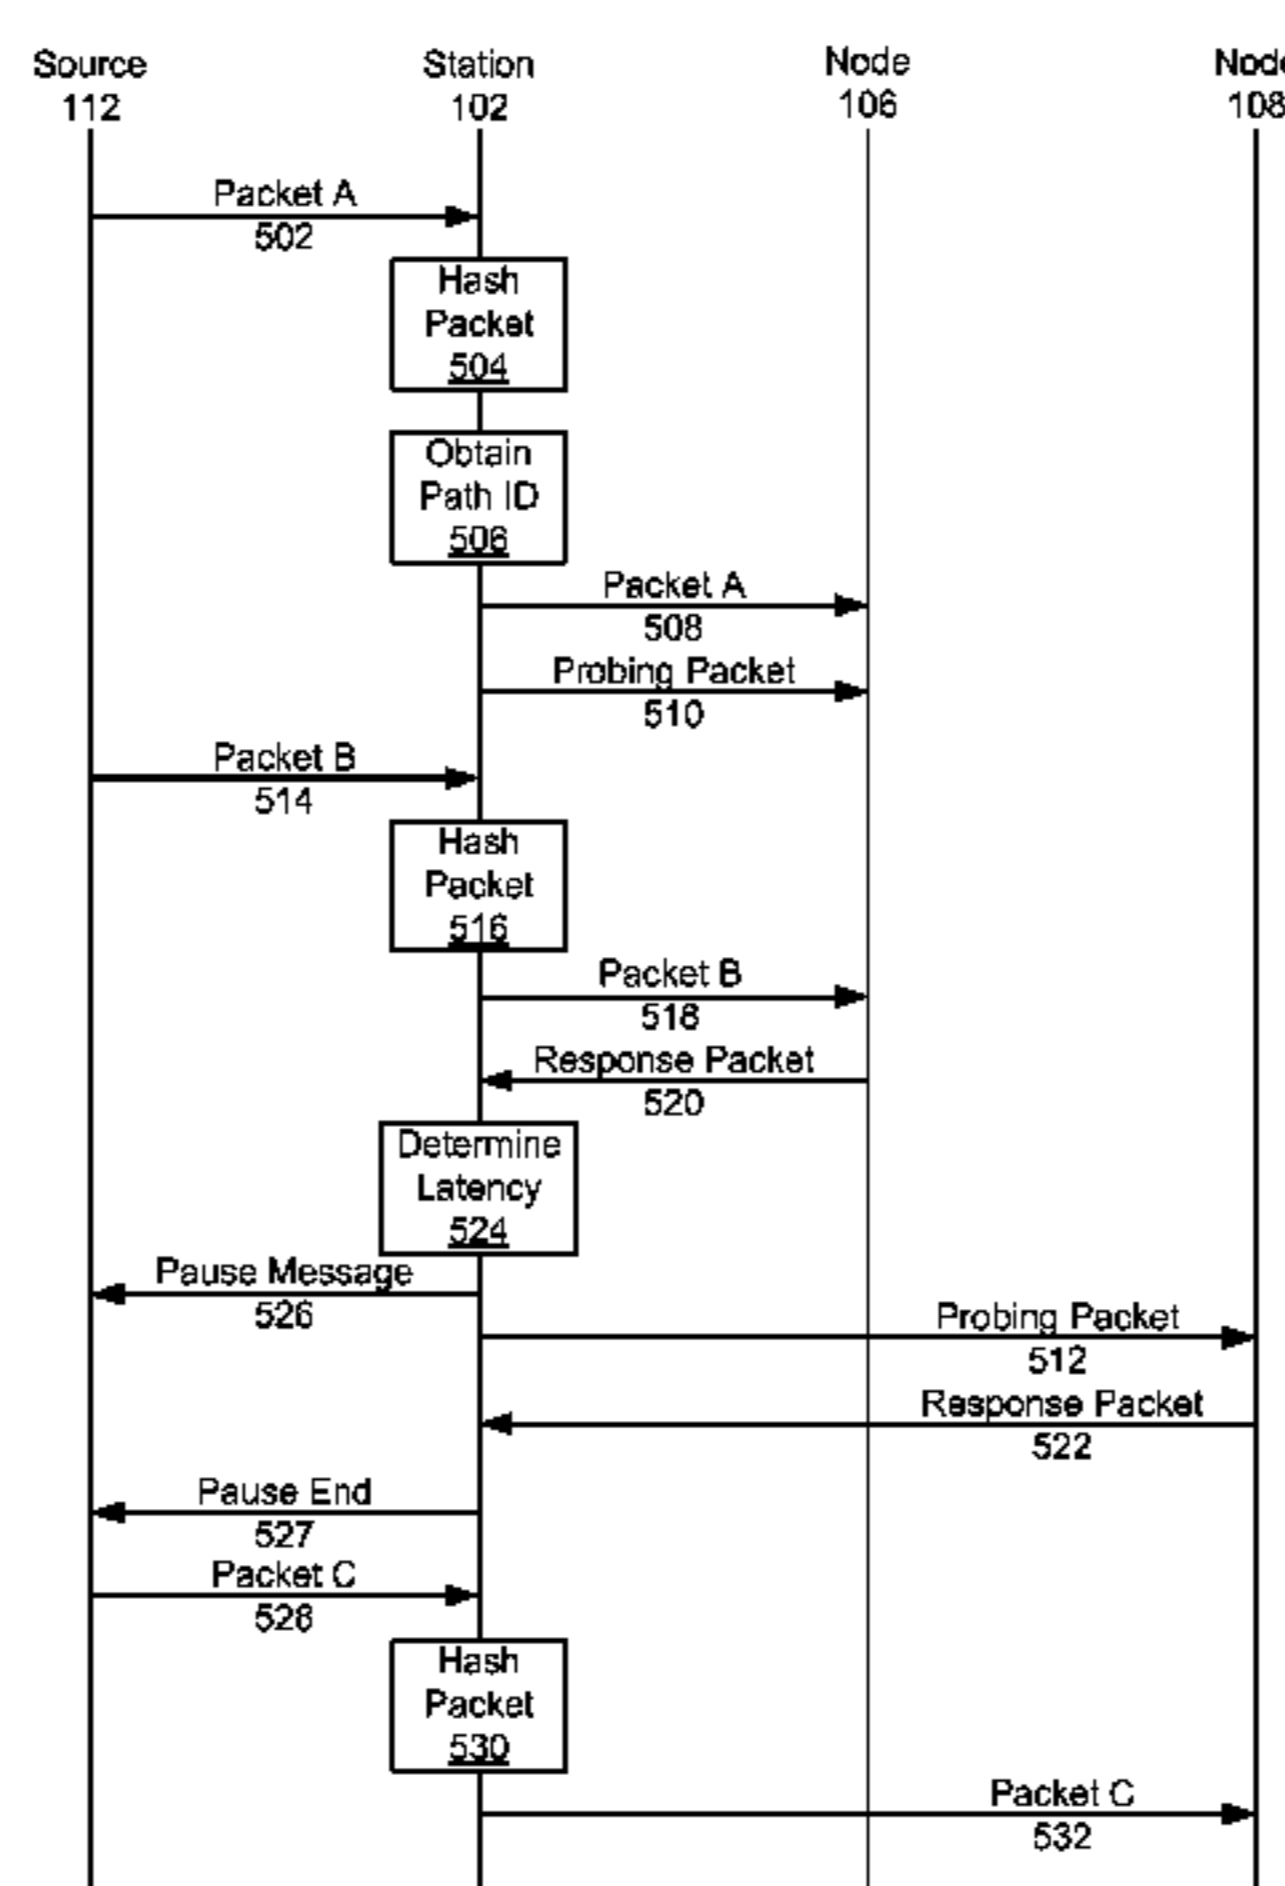 Source
112
Station
102
Node
106
Node
108
Packet A
502
Hash
Packet
504
Obtain
Path ID
506
Packet A
508
Probing Packet
510
Packet B
514
Hash
Packet
516
Packet B
518
Response Packet
520
Determine
Latency
524
Pause Message
526
Probing Packet
512
Response Packet
522
Pause End
527
Packet C
528
Hash
Packet
530
Packet C
532